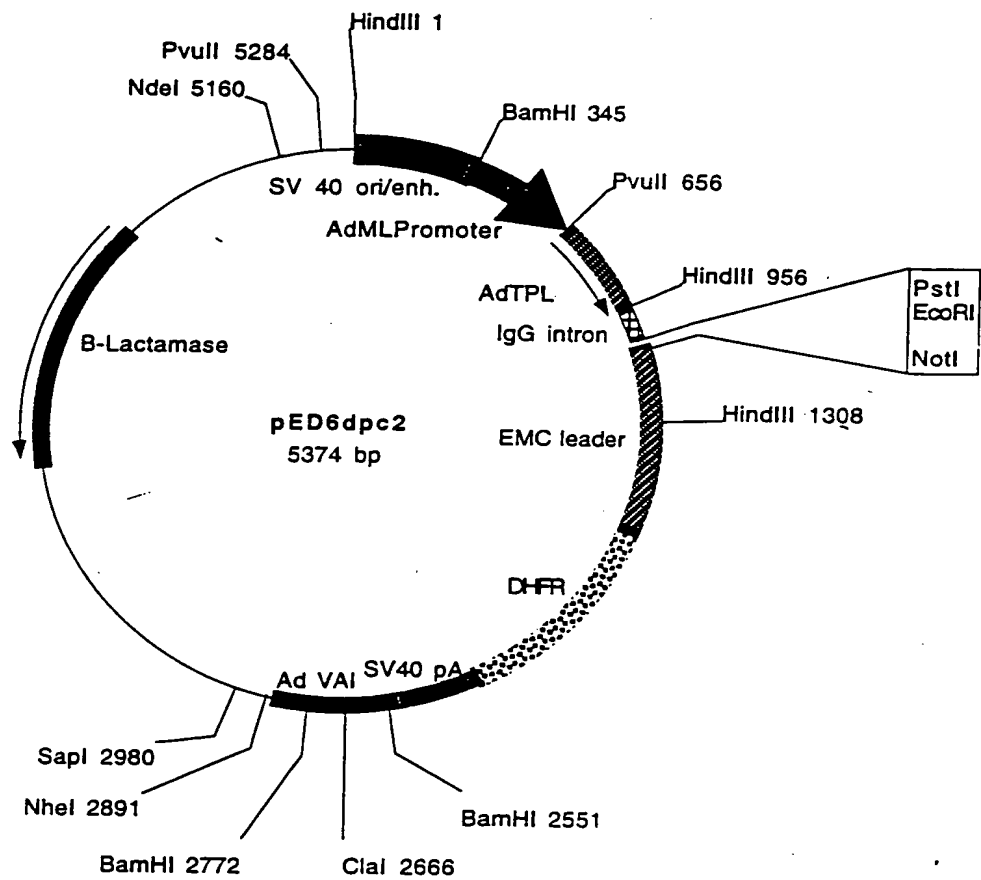 HindIII 1
PvuII 5284
NdeI 5160
BamHI 345
SV 40 ori/enh.
PvuII 656
AdMLPromoter
HindIII 956
AdTPL
PstI
EcoRI
NotI
IgG intron
B-Lactamase
HindIII 1308
pED6dpc2
5374 bp
EMC leader
DHFR
SV40 pA
Ad VAI
SapI 2980
NheI 2891
BamHI 2551
BamHI 2772
ClaI 2666